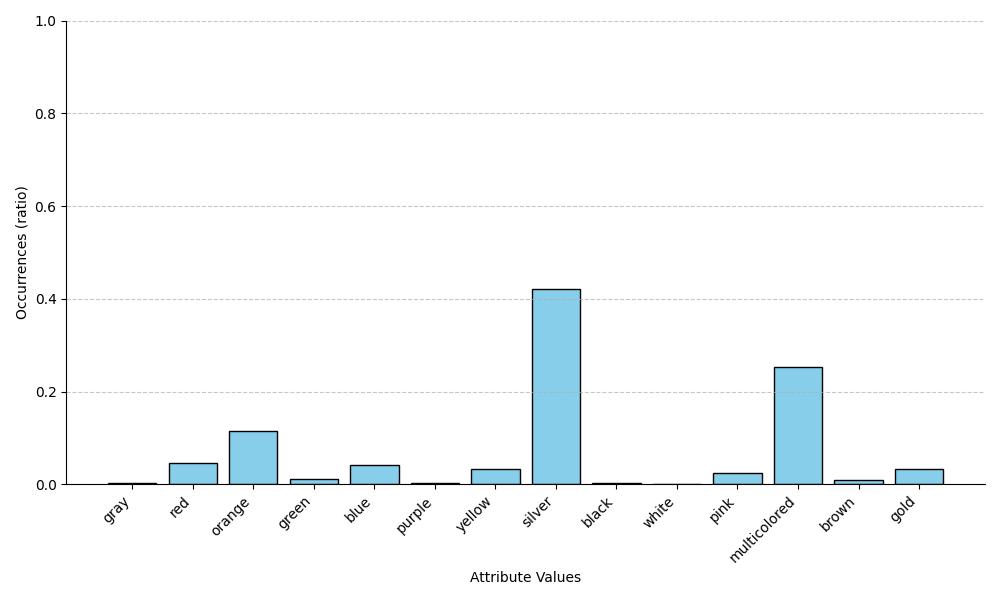 1.0
0.8
0.6
0.4
0.2
0.0
Occurrences (ratio)
gray
red
orange
green
blue
purple
yellow
silver
black
white
pink
multicolored
brown
gold
Attribute Values